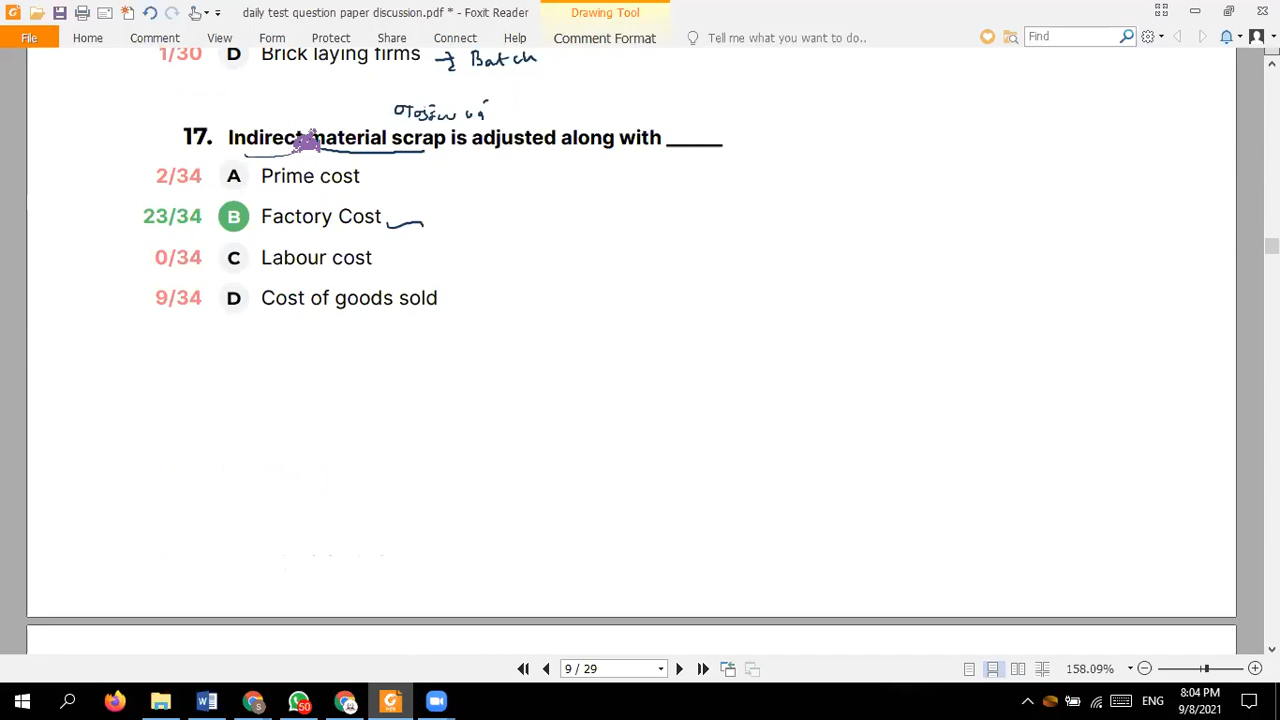 daily test question paper discussion.pdf * - Foxit Reader
Drawing Tool
File Home Comment View Form Protect Share Connect Help Comment Format Tell me what you want to do.. Find
1/30 D Brick laying firms → Batch
17. Indirect material scrap is adjusted along with _____
2/34 A Prime cost
23/34 B Factory Cost
0/34 C Labour cost
9/34 D Cost of goods sold
9 / 29
158.09%
50
ENG
8:04 PM
9/8/2021